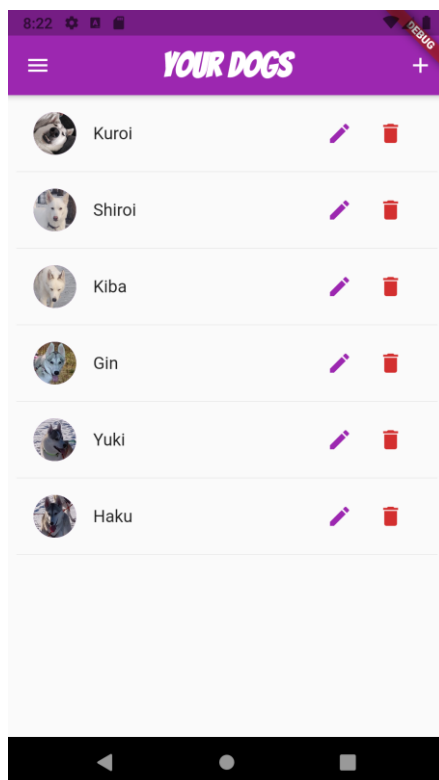 8:22
DEBUG
YOUR DOGS
Kuroi
Shiroi
Kiba
Gin
Yuki
Haku